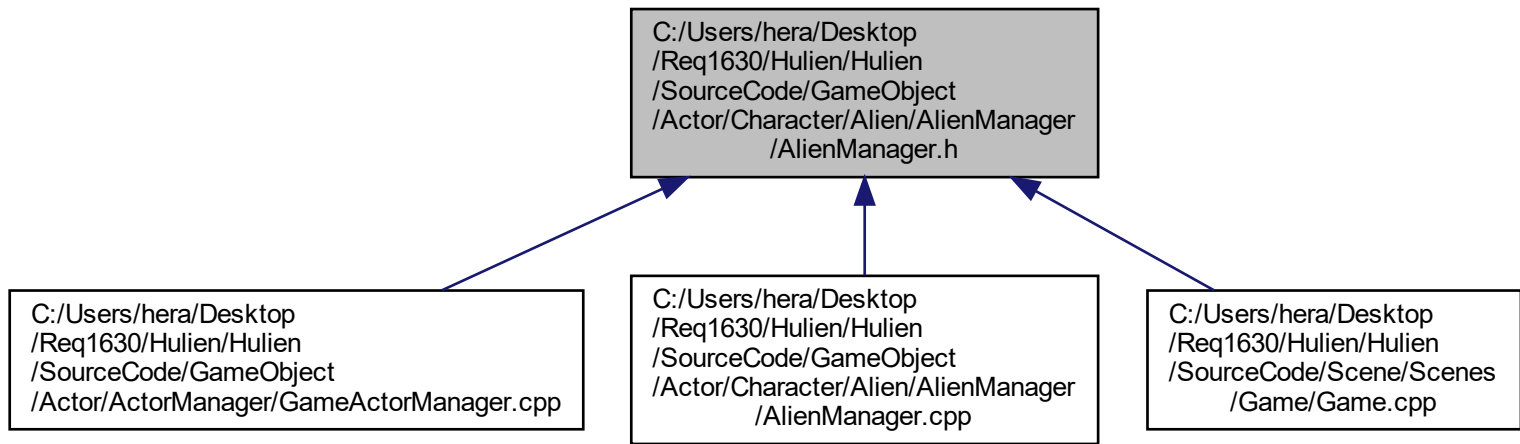 C:/Users/hera/Desktop
/Req1630/Hulien/Hulien
/SourceCode/GameObject
/Actor/Character/Alien/AlienManager
/AlienManager.h
C:/Users/hera/Desktop
/Req1630/Hulien/Hulien
/SourceCode/GameObject
/Actor/ActorManager/GameActorManager.cpp
C:/Users/hera/Desktop
/Req1630/Hulien/Hulien
/SourceCode/GameObject
/Actor/Character/Alien/AlienManager
/AlienManager.cpp
C:/Users/hera/Desktop
/Req1630/Hulien/Hulien
/SourceCode/Scene/Scenes
/Game/Game.cpp